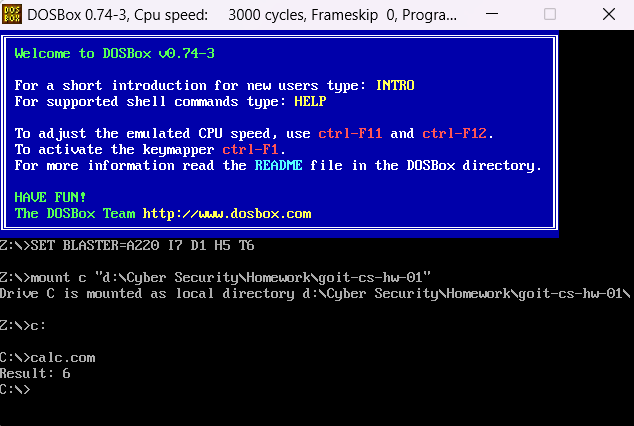 DOS
BOX
DOSBox 0.74-3, Cpu speed:    3000 cycles, Frameskip  0, Progra...
Welcome to DOSBox v0.74-3
For a short introduction for new users type: INTRO
For supported shell commands type: HELP
To adjust the emulated CPU speed, use ctrl-F11 and ctrl-F12.
To activate the keymapper ctrl-F1.
For more information read the README file in the DOSBox directory.
HAVE FUN!
The DOSBox Team http://www.dosbox.com
Z:\>SET BLASTER=A220 I7 D1 H5 T6
Z:\>mount c "d:\Cyber Security\Homework\goit-cs-hw-01"
Drive C is mounted as local directory d:\Cyber Security\Homework\goit-cs-hw-01\
Z:\>c:
C:\>calc.com
Result: 6
C:\>